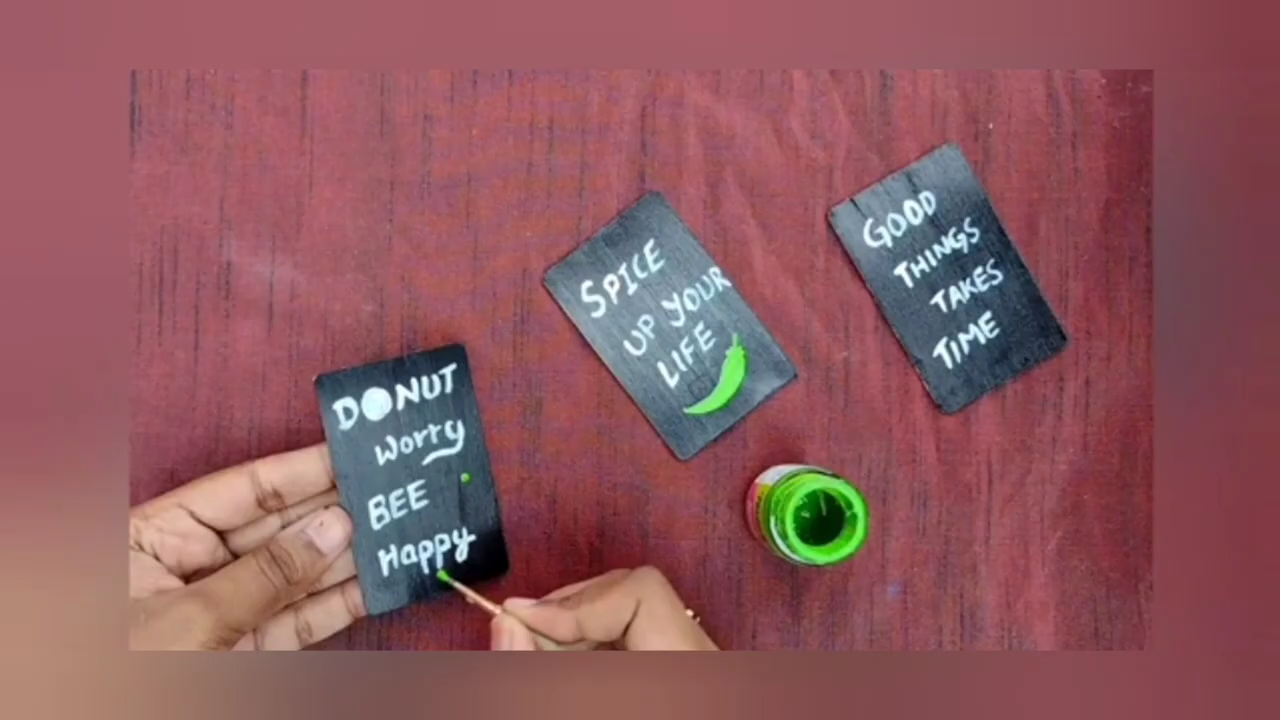 DONUT
Worry
BEE
Happy
SPICE
UP YOUR
LIFE
GOOD
THINGS
TAKES
TIME